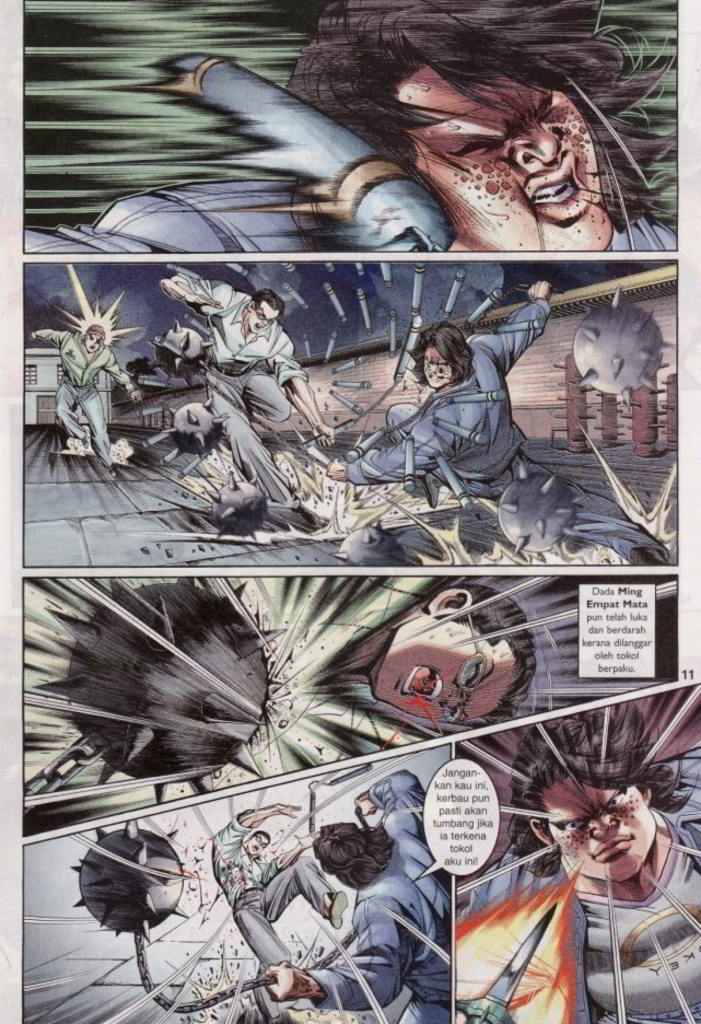 Dada Ming
Empat Mata
pun telah luka
dan berdarah
kerana dilanggar
oleh tokol
berpaku.
11
Jangan-
kan kau ini,
kerbau pun
pasti akan
tumbang jika
ia terkena
tokol
aku ini!
OKEY